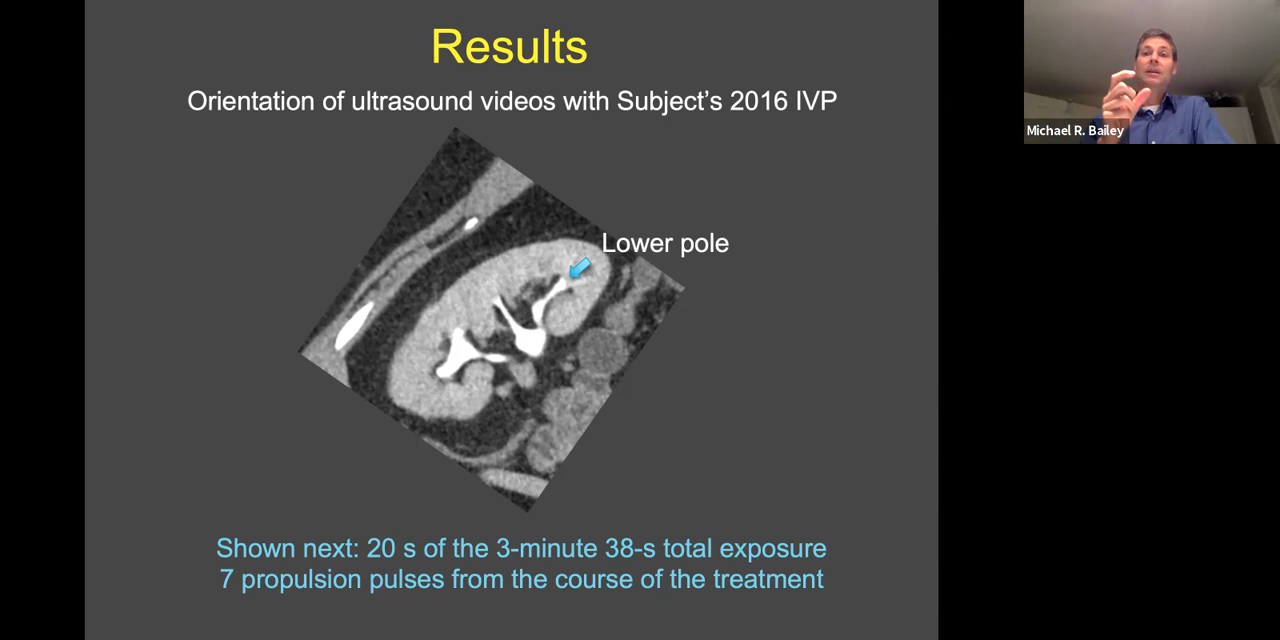 Results
Orientation of ultrasound videos with Subject's 2016 IVP
Lower pole
Shown next: 20 s of the 3-minute 38-s total exposure
7 propulsion pulses from the course of the treatment
Michael R. Bailey